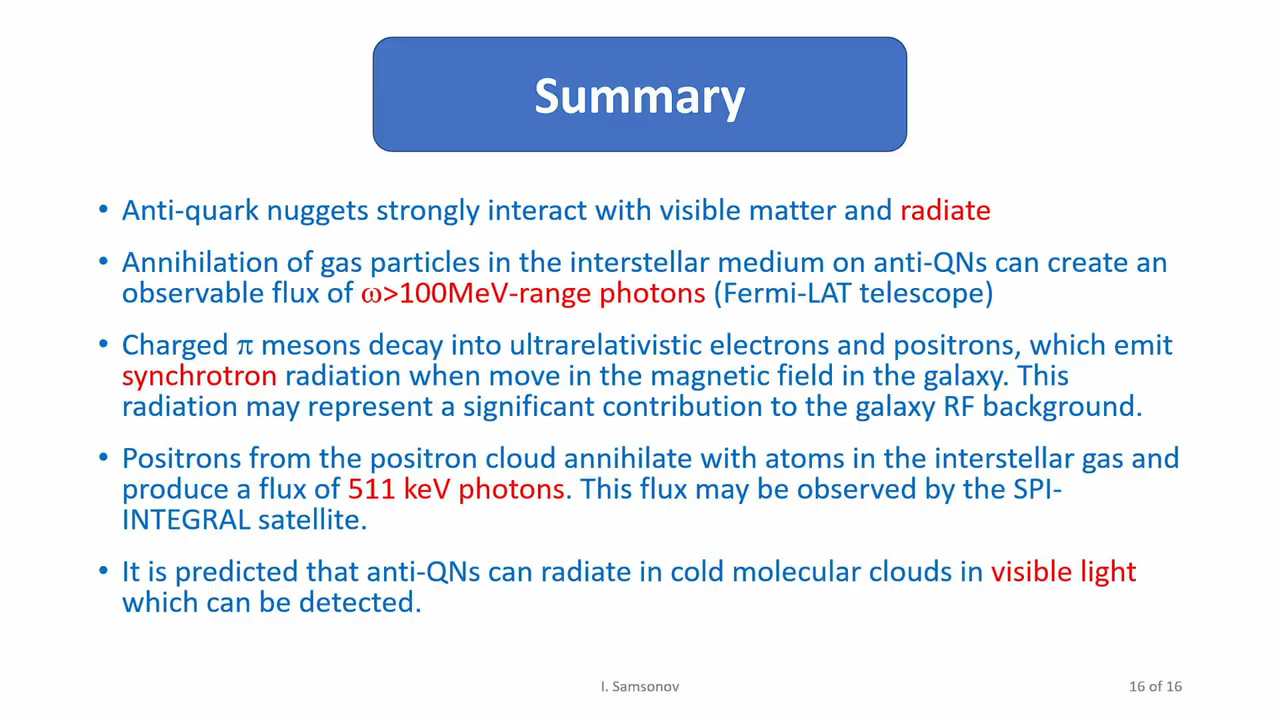 Summary
• Anti-quark nuggets strongly interact with visible matter and radiate
• Annihilation of gas particles in the interstellar medium on anti-QNs can create an
observable flux of ω>100MeV-range photons (Fermi-LAT telescope)
• Charged π mesons decay into ultrarelativistic electrons and positrons, which emit
synchrotron radiation when move in the magnetic field in the galaxy. This
radiation may represent a significant contribution to the galaxy RF background.
• Positrons from the positron cloud annihilate with atoms in the interstellar gas and
produce a flux of 511 keV photons. This flux may be observed by the SPI-
INTEGRAL satellite.
• It is predicted that anti-QNs can radiate in cold molecular clouds in visible light
which can be detected.
I. Samsonov
16 of 16